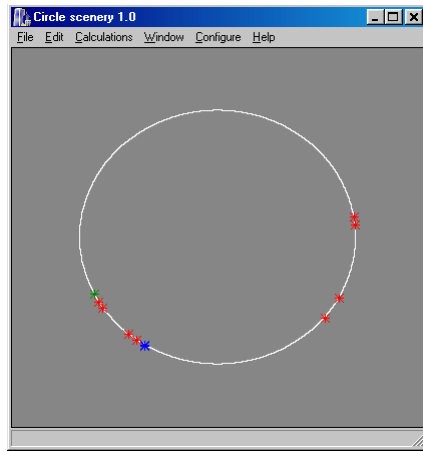 Circle scenery 1.0
File Edit Calculations Window Configure Help